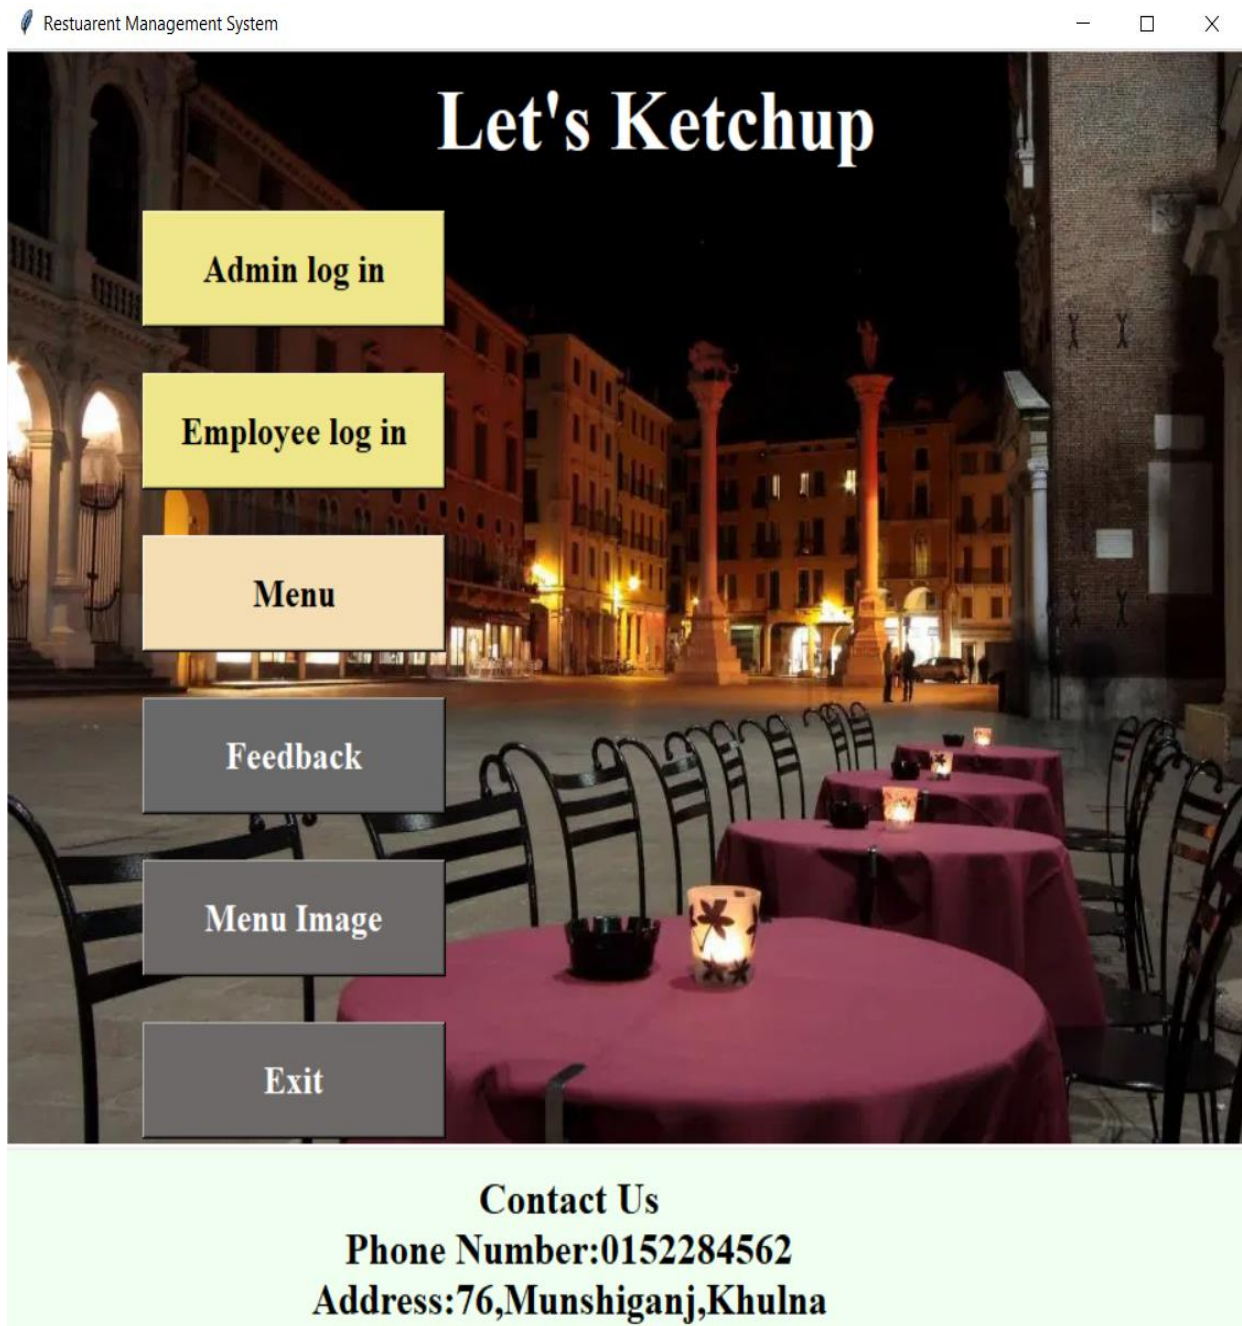 Restuarent Management System
Let's Ketchup
Admin log in
Employee log in
Menu
Feedback
Menu Image
Exit
Contact Us
Phone Number:0152284562
Address:76,Munshiganj,Khulna